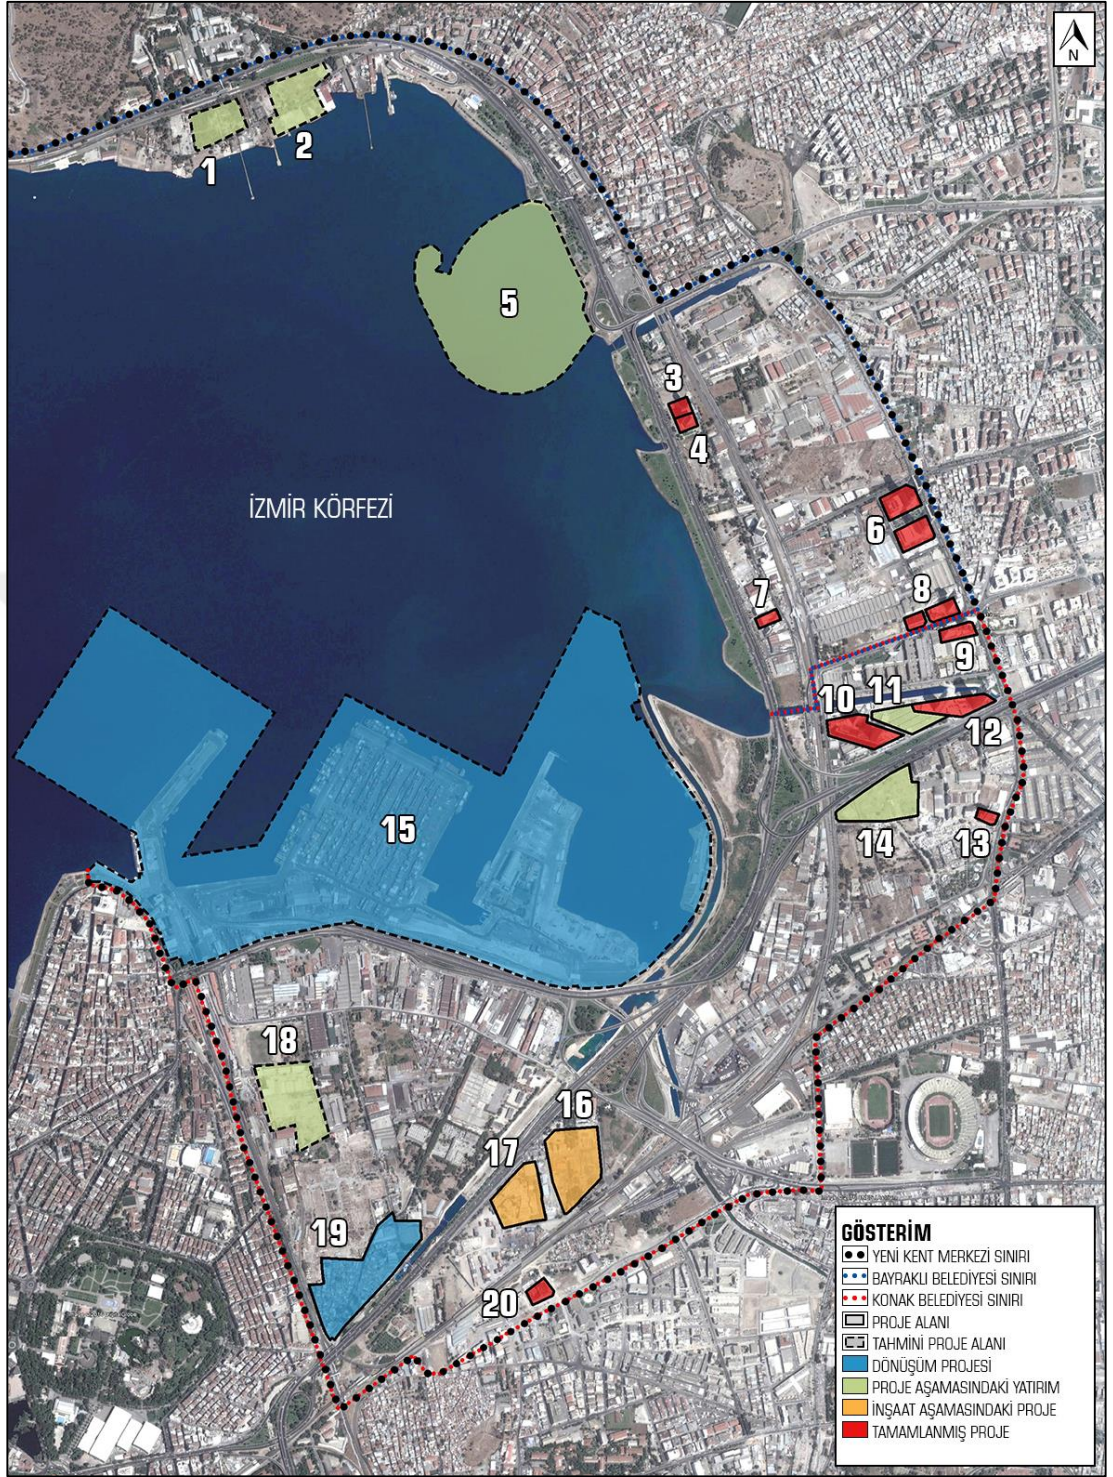 N
1
2
5
3
4
6
7
8
9
İZMİR KÖRFEZİ
10
11
12
13
14
15
16
17
18
19
20
GÖSTERİM
YENİ KENT MERKEZİ SINIRI
BAYRAKLI BELEDİYESİ SINIRI
KONAK BELEDİYESİ SINIRI
PROJE ALANI
TAHMİNİ PROJE ALANI
DÖNÜŞÜM PROJESİ
PROJE AŞAMASINDAKİ YATIRIM
İNŞAAT AŞAMASINDAKİ PROJE
TAMAMLANMIŞ PROJE